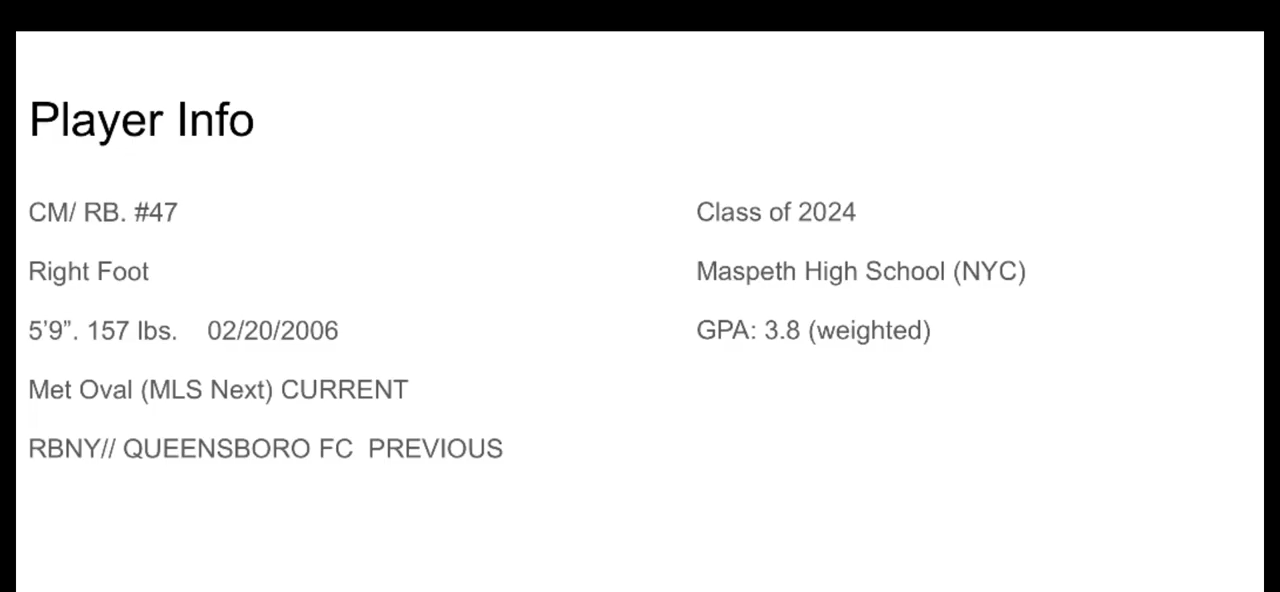 Player Info
CM/ RB. #47
Right Foot
5’9”. 157 lbs. 02/20/2006
Met Oval (MLS Next) CURRENT
RBNY// QUEENSBORO FC PREVIOUS
Class of 2024
Maspeth High School (NYC)
GPA: 3.8 (weighted)